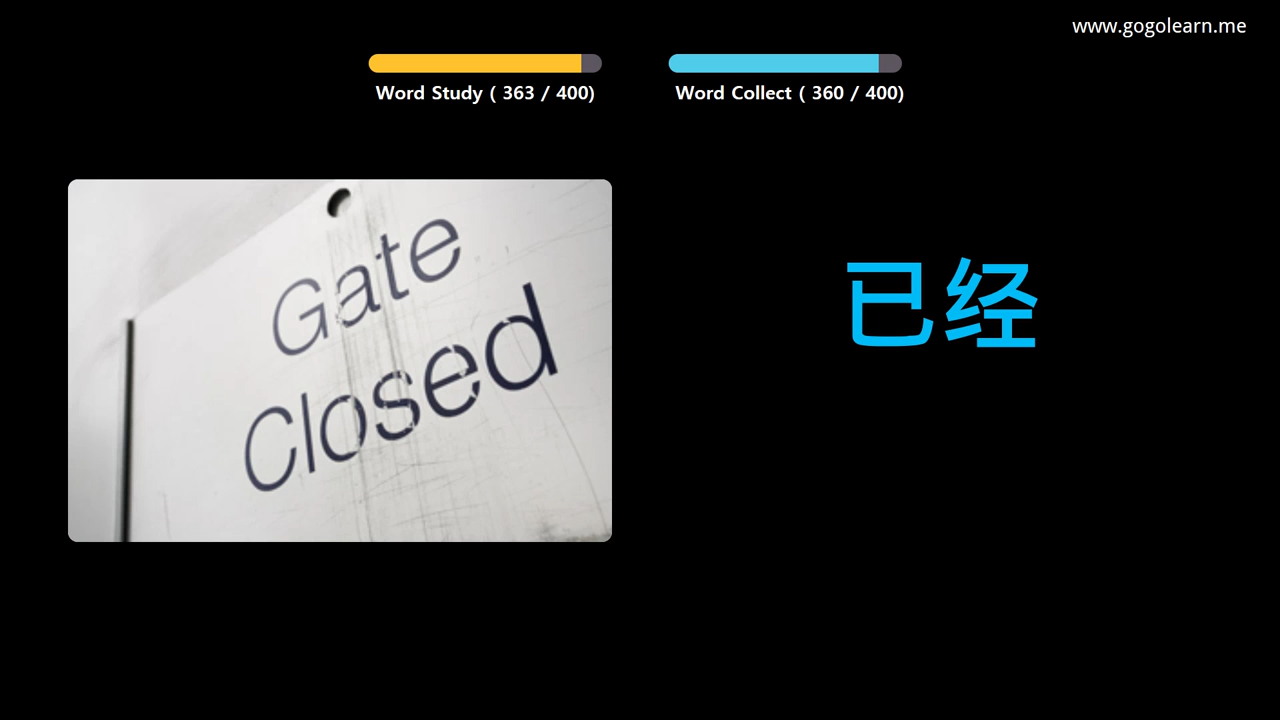 www.gogolearn.me
Word Study ( 363 / 400)
Word Collect ( 360 / 400)
Gate
Closed
已经